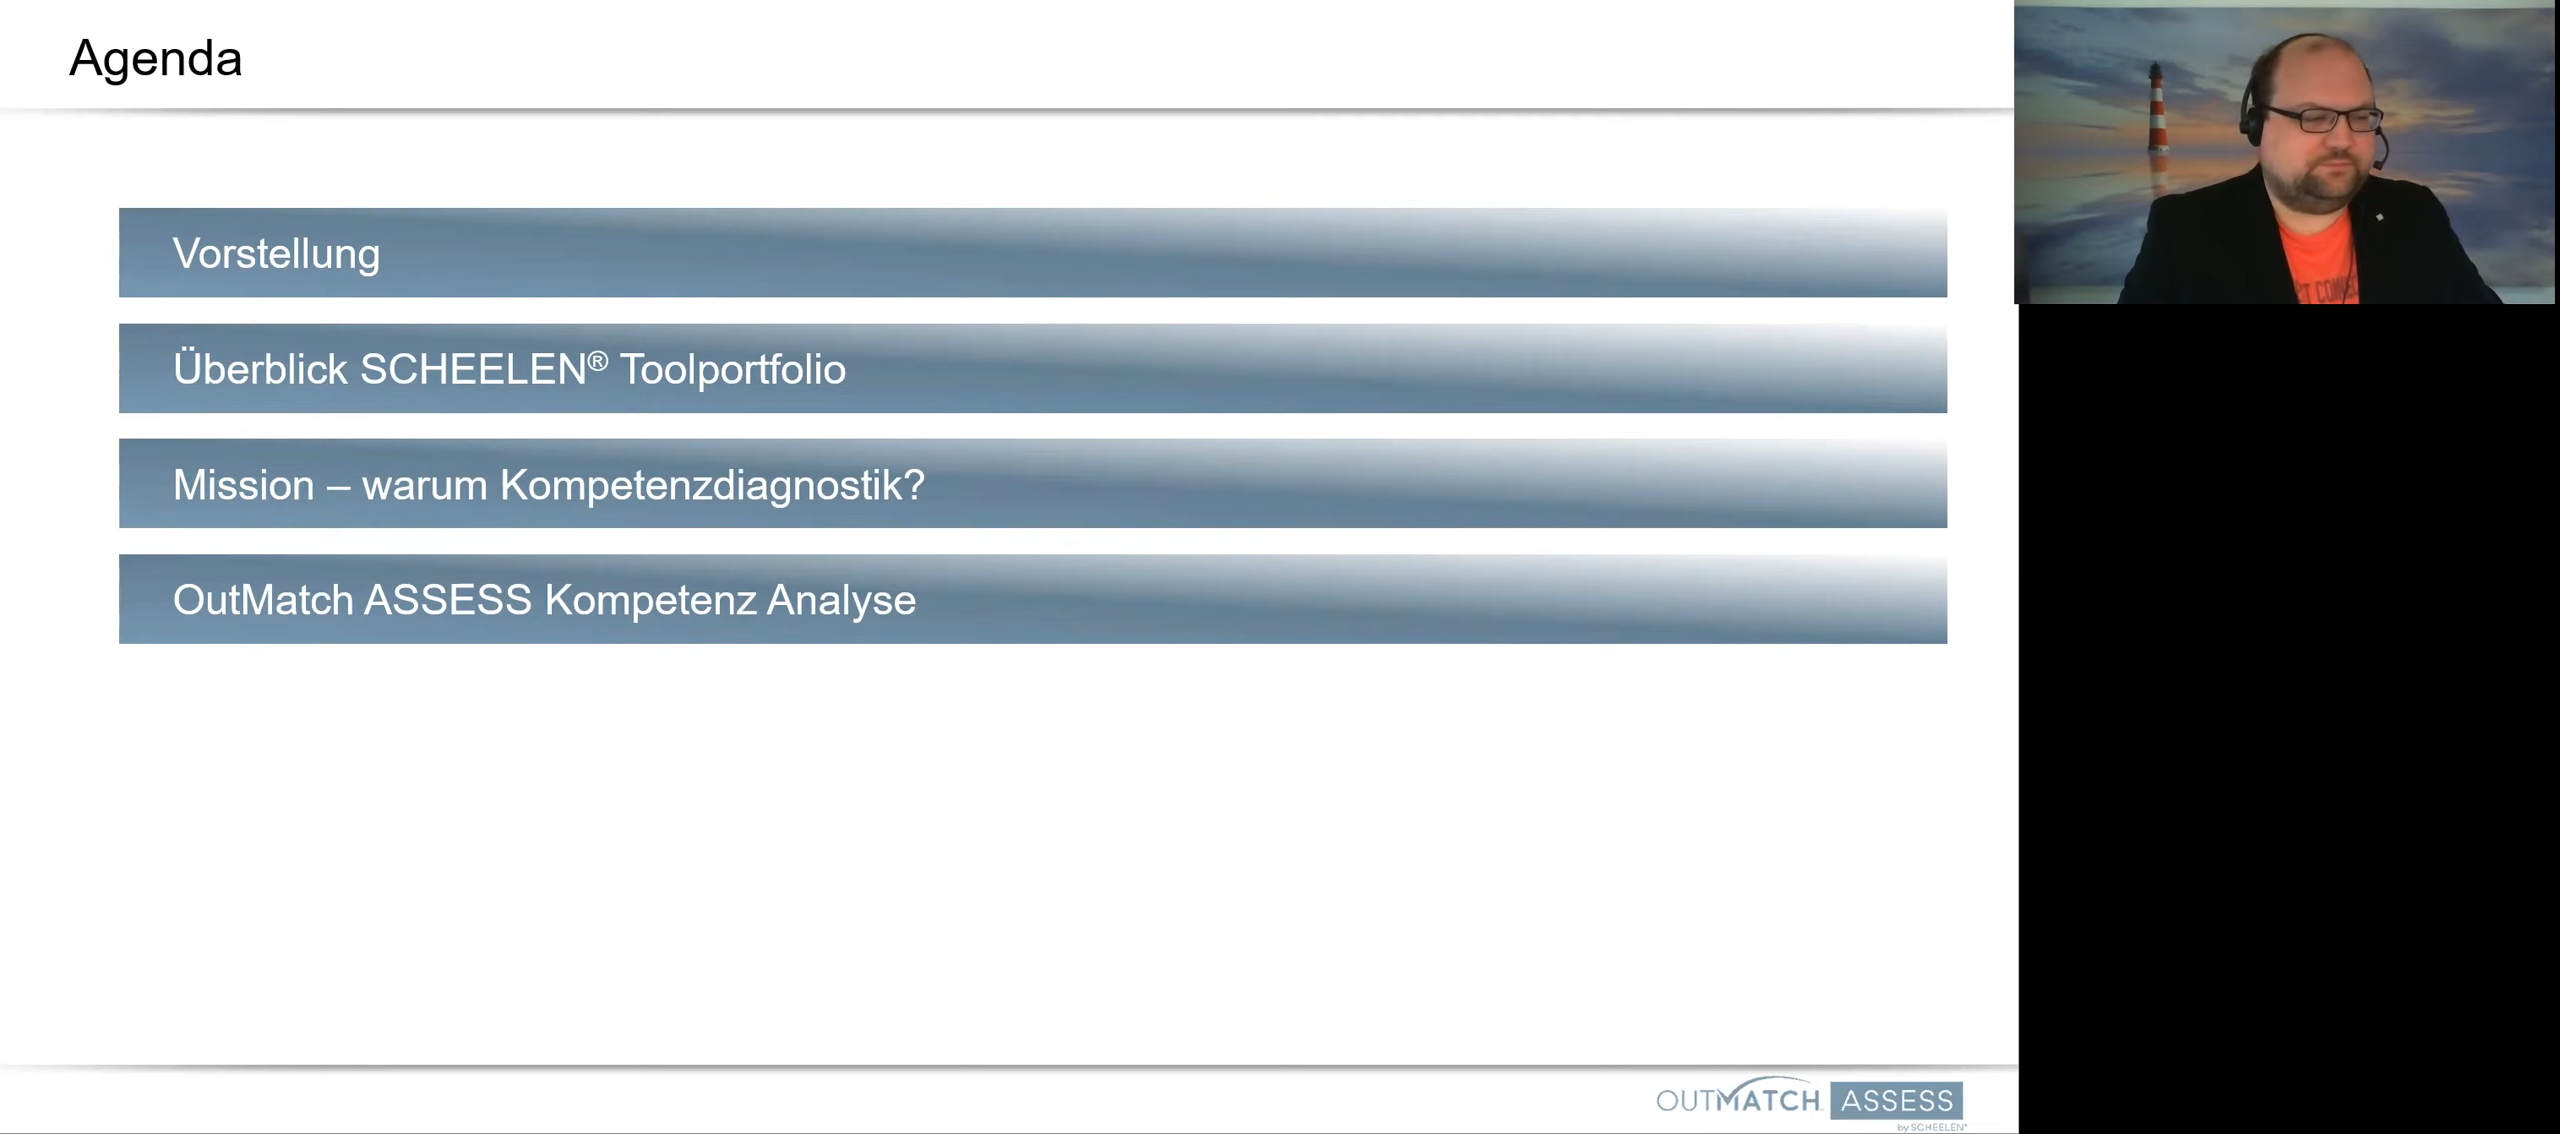 Agenda
Vorstellung
Überblick SCHEELEN® Toolportfolio
Mission – warum Kompetenzdiagnostik?
OutMatch ASSESS Kompetenz Analyse
OUTMATCH ASSESS
by SCHEELEN®